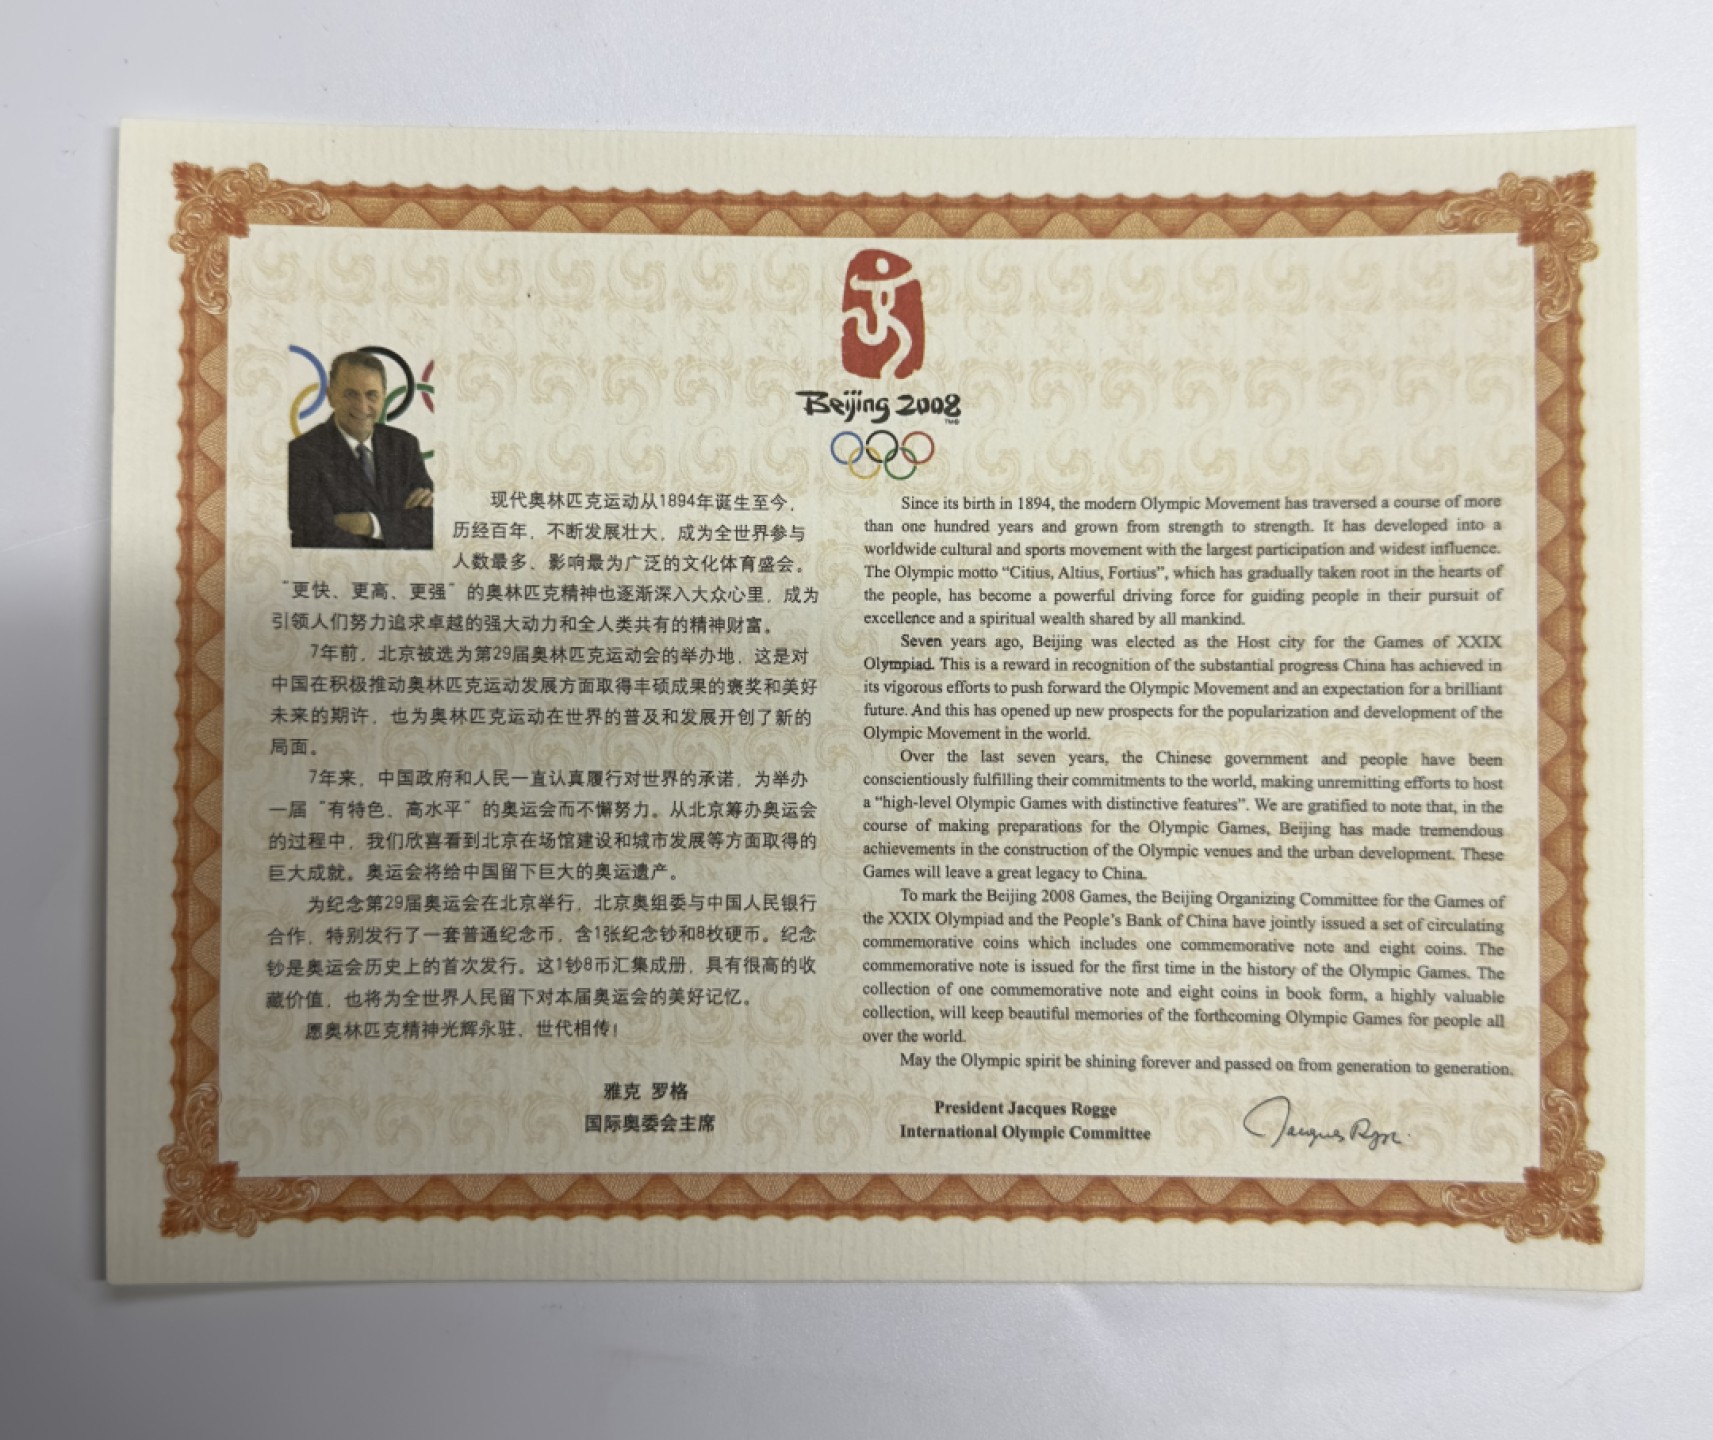 Beijing 2008
TM©
现代奥林匹克运动从1894年诞生至今，
历经百年，不断发展壮大，成为全世界参与
人数最多、影响最为广泛的文化体育盛会。
“更快、更高、更强”的奥林匹克精神也逐渐深入大众心里，成为
引领人们努力追求卓越的强大动力和全人类共有的精神财富。
7年前，北京被选为第29届奥林匹克运动会的举办地，这是对
中国在积极推动奥林匹克运动发展方面取得丰硕成果的褒奖和美好
未来的期许，也为奥林匹克运动在世界的普及和发展开创了新的
局面。
7年来，中国政府和人民一直认真履行对世界的承诺，为举办
一届“有特色、高水平”的奥运会而不懈努力。从北京筹办奥运会
的过程中，我们欣喜看到北京在场馆建设和城市发展等方面取得的
巨大成就。奥运会将给中国留下巨大的奥运遗产。
为纪念第29届奥运会在北京举行，北京奥组委与中国人民银行
合作，特别发行了一套普通纪念币，含1张纪念钞和8枚硬币。纪念
钞是奥运会历史上的首次发行。这1钞8币汇集成册，具有很高的收
藏价值，也将为全世界人民留下对本届奥运会的美好记忆。
愿奥林匹克精神光辉永驻、世代相传！
雅克 罗格
国际奥委会主席
Since its birth in 1894, the modern Olympic Movement has traversed a course of more
than one hundred years and grown from strength to strength. It has developed into a
worldwide cultural and sports movement with the largest participation and widest influence.
The Olympic motto “Citius, Altius, Fortius”, which has gradually taken root in the hearts of
the people, has become a powerful driving force for guiding people in their pursuit of
excellence and a spiritual wealth shared by all mankind.
Seven years ago, Beijing was elected as the Host city for the Games of XXIX
Olympiad. This is a reward in recognition of the substantial progress China has achieved in
its vigorous efforts to push forward the Olympic Movement and an expectation for a brilliant
future. And this has opened up new prospects for the popularization and development of the
Olympic Movement in the world.
Over the last seven years, the Chinese government and people have been
conscientiously fulfilling their commitments to the world, making unremitting efforts to host
a “high-level Olympic Games with distinctive features”. We are gratified to note that, in the
course of making preparations for the Olympic Games, Beijing has made tremendous
achievements in the construction of the Olympic venues and the urban development. These
Games will leave a great legacy to China.
To mark the Beijing 2008 Games, the Beijing Organizing Committee for the Games of
the XXIX Olympiad and the People’s Bank of China have jointly issued a set of circulating
commemorative coins which includes one commemorative note and eight coins. The
commemorative note is issued for the first time in the history of the Olympic Games. The
collection of one commemorative note and eight coins in book form, a highly valuable
collection, will keep beautiful memories of the forthcoming Olympic Games for people all
over the world.
May the Olympic spirit be shining forever and passed on from generation to generation.
President Jacques Rogge
International Olympic Committee
Jacques Rogge